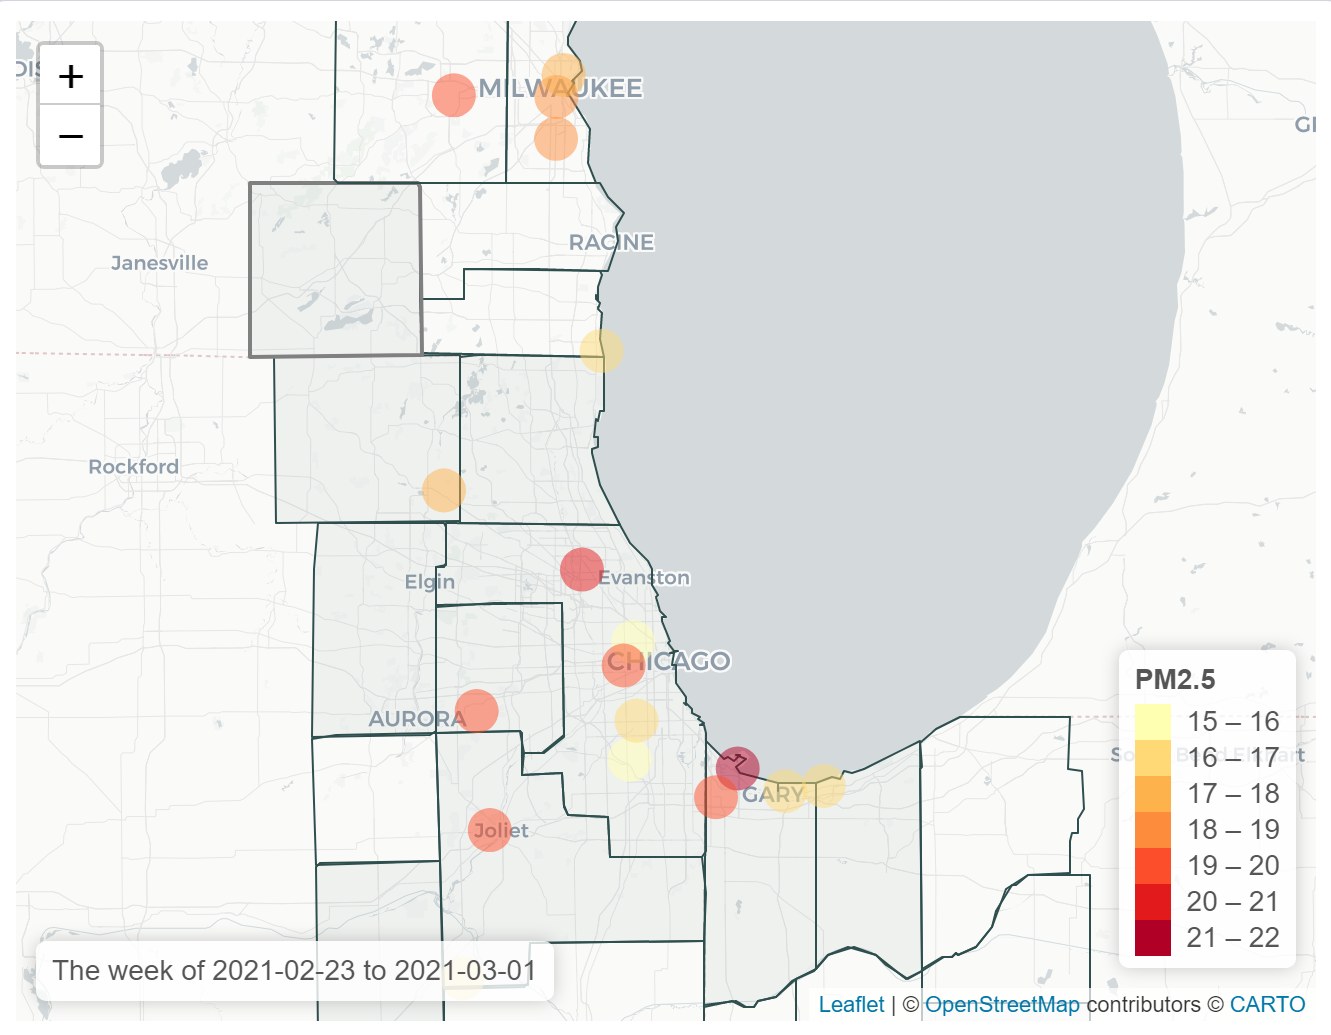 +
−
MILWAUKEE
RACINE
Janesville
Rockford
Elgin
Evanston
CHICAGO
AURORA
GARY
Joliet
PM2.5
15 – 16
16 – 17
17 – 18
18 – 19
19 – 20
20 – 21
21 – 22
The week of 2021-02-23 to 2021-03-01
Leaflet | © OpenStreetMap contributors © CARTO